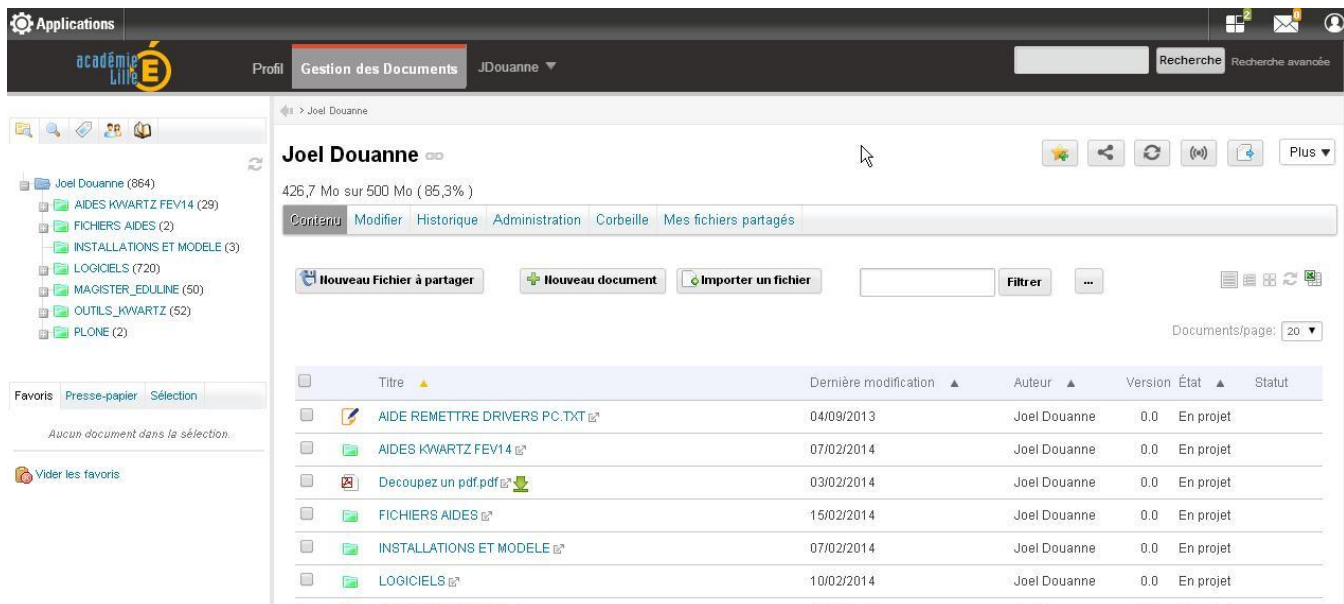 Applications
2
0
académie
Lille
Profil
Gestion des Documents
JDouanne
Recherche
Recherche avancée
> Joel Douanne
Joel Douanne
Plus
426,7 Mo sur 500 Mo ( 85,3% )
Contenu Modifier Historique Administration Corbeille Mes fichiers partagés
Joel Douanne (864)
AIDES KWARTZ FEV14 (29)
FICHIERS AIDES (2)
INSTALLATIONS ET MODELE (3)
LOGICIELS (720)
MAGISTER_EDULINE (50)
OUTILS_KWARTZ (52)
PLONE (2)
Favoris Presse-papier Sélection
Aucun document dans la sélection.
Vider les favoris
Nouveau Fichier à partager
Nouveau document
Importer un fichier
Filtrer
...
Documents/page: 20
Titre Dernière modification Auteur Version État Statut
AIDE REMETTRE DRIVERS PC.TXT 04/09/2013 Joel Douanne 0.0 En projet
AIDES KWARTZ FEV14 07/02/2014 Joel Douanne 0.0 En projet
Decoupez un pdf.pdf 03/02/2014 Joel Douanne 0.0 En projet
FICHIERS AIDES 15/02/2014 Joel Douanne 0.0 En projet
INSTALLATIONS ET MODELE 07/02/2014 Joel Douanne 0.0 En projet
LOGICIELS 10/02/2014 Joel Douanne 0.0 En projet